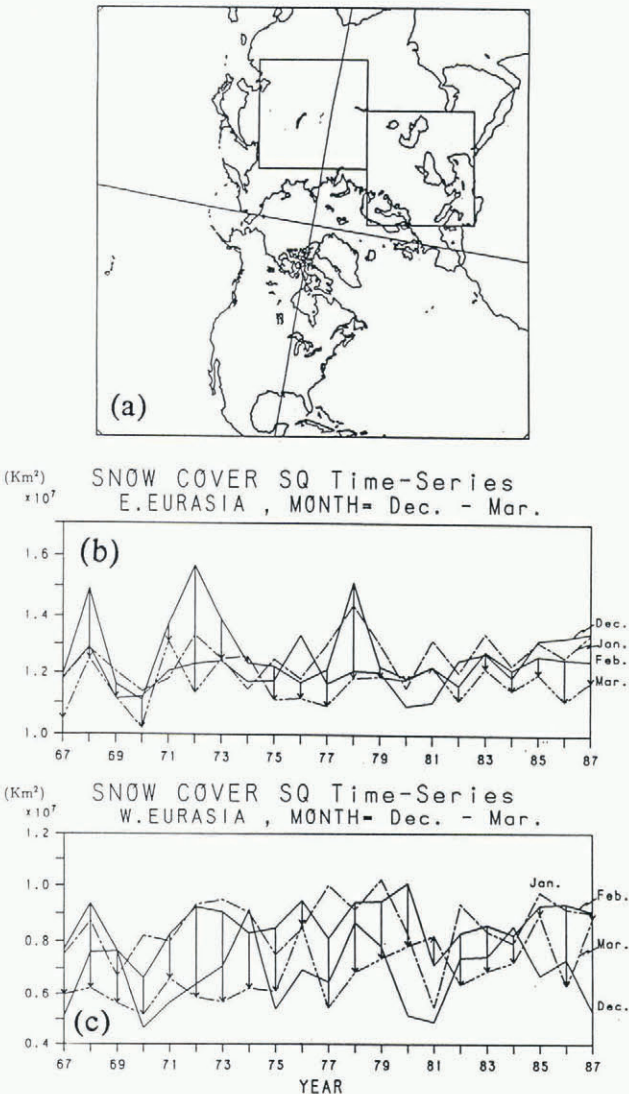 (a)
(Km²)
×10⁷
SNOW COVER SQ Time-Series
E.EURASIA , MONTH= Dec. - Mar.
(b)
1.6
1.4
1.2
1.0
Dec.
Jan.
Feb.
Mar.
67 69 71 73 75 77 79 81 83 85 87
(Km²)
×10⁷
SNOW COVER SQ Time-Series
W.EURASIA , MONTH= Dec. - Mar.
1.2
1.0
0.8
0.6
0.4
Jan.
Feb.
Mar.
Dec.
(c)
67 69 71 73 75 77 79 81 83 85 87
YEAR